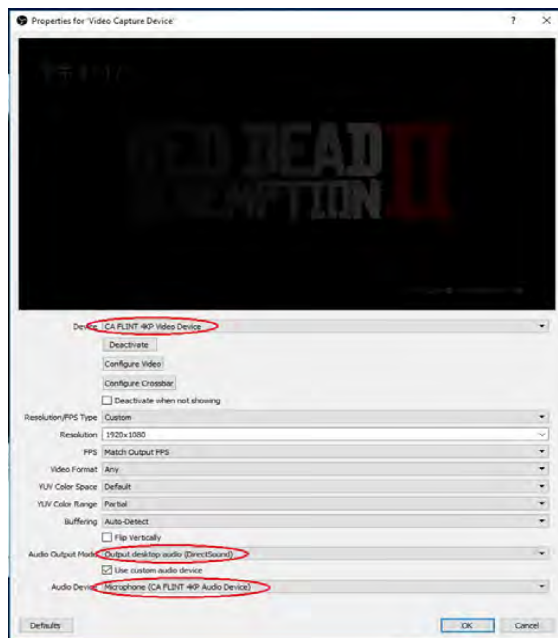 Properties for 'Video Capture Device'
RED DEAD
REDEMPTION II
Device CA FLINT 4KP Video Device
Deactivate
Configure Video
Configure Crossbar
Deactivate when not showing
Resolution/FPS Type Custom
Resolution 1920x1080
FPS Match Output FPS
Video Format Any
YUV Color Space Default
YUV Color Range Partial
Buffering Auto-Detect
Flip Vertically
Audio Output Mode Output desktop audio (DirectSound)
Use custom audio device
Audio Device Microphone (CA FLINT 4KP Audio Device)
Defaults OK Cancel